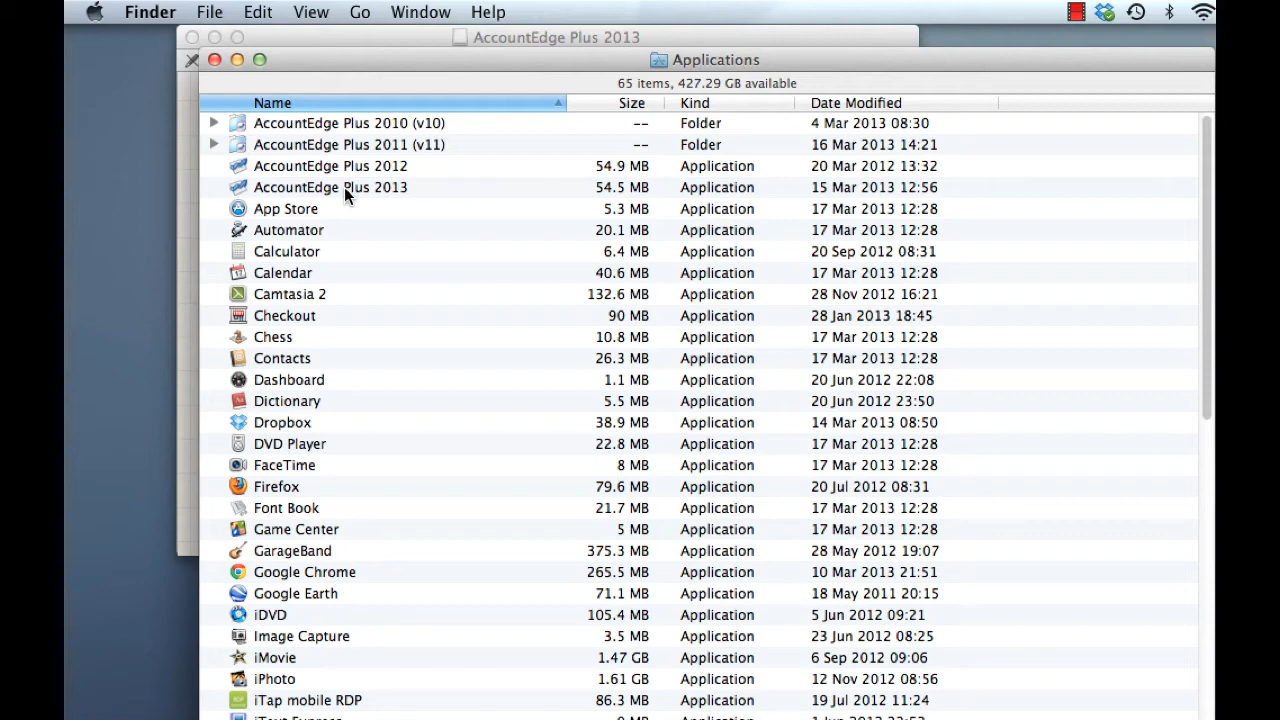 Finder File Edit View Go Window Help
AccountEdge Plus 2013
Applications
65 items, 427.29 GB available
Name Size Kind Date Modified
AccountEdge Plus 2010 (v10) -- Folder 4 Mar 2013 08:30
AccountEdge Plus 2011 (v11) -- Folder 16 Mar 2013 14:21
AccountEdge Plus 2012 54.9 MB Application 20 Mar 2012 13:32
AccountEdge Plus 2013 54.5 MB Application 15 Mar 2013 12:56
App Store 5.3 MB Application 17 Mar 2013 12:28
Automator 20.1 MB Application 17 Mar 2013 12:28
Calculator 6.4 MB Application 20 Sep 2012 08:31
Calendar 40.6 MB Application 17 Mar 2013 12:28
Camtasia 2 132.6 MB Application 28 Nov 2012 16:21
Checkout 90 MB Application 28 Jan 2013 18:45
Chess 10.8 MB Application 17 Mar 2013 12:28
Contacts 26.3 MB Application 17 Mar 2013 12:28
Dashboard 1.1 MB Application 20 Jun 2012 22:08
Dictionary 5.5 MB Application 20 Jun 2012 23:50
Dropbox 38.9 MB Application 14 Mar 2013 08:50
DVD Player 22.8 MB Application 17 Mar 2013 12:28
FaceTime 8 MB Application 17 Mar 2013 12:28
Firefox 79.6 MB Application 20 Jul 2012 08:31
Font Book 21.7 MB Application 17 Mar 2013 12:28
Game Center 5 MB Application 17 Mar 2013 12:28
GarageBand 375.3 MB Application 28 May 2012 19:07
Google Chrome 265.5 MB Application 10 Mar 2013 21:51
Google Earth 71.1 MB Application 18 May 2011 20:15
iDVD 105.4 MB Application 5 Jun 2012 09:21
Image Capture 3.5 MB Application 23 Jun 2012 08:25
iMovie 1.47 GB Application 6 Sep 2012 09:06
iPhoto 1.61 GB Application 12 Nov 2012 08:56
iTap mobile RDP 86.3 MB Application 19 Jul 2012 11:24